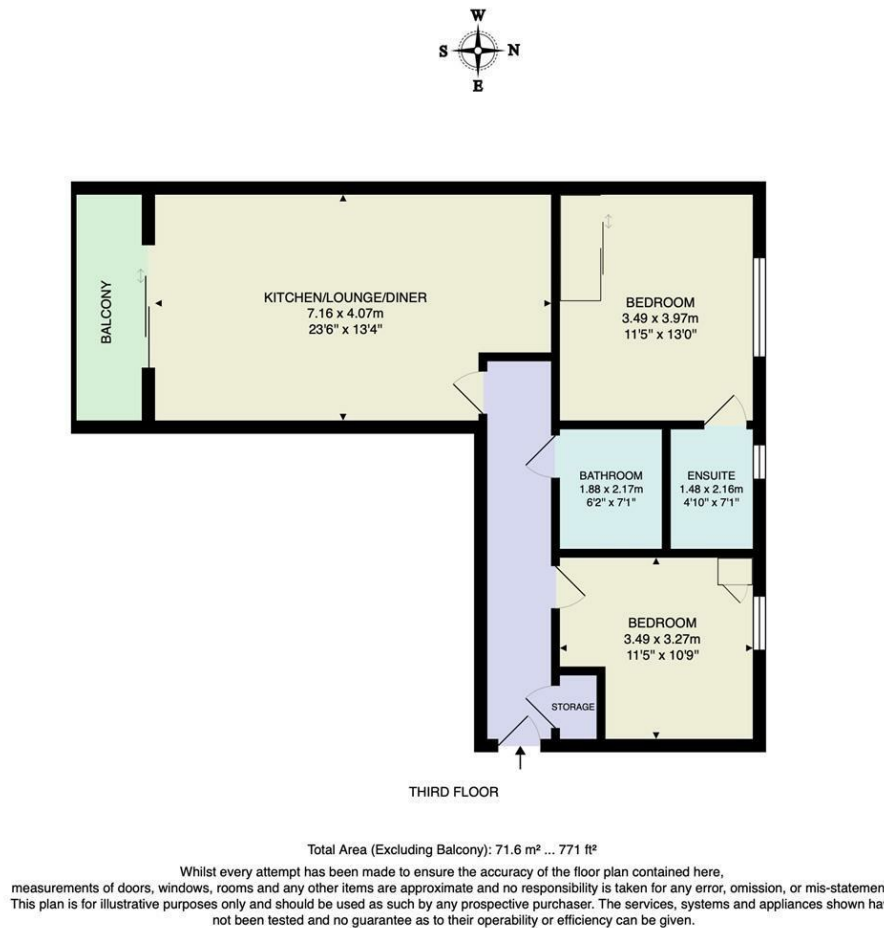 W
S N
E
BALCONY
KITCHEN/LOUNGE/DINER
7.16 x 4.07m
23'6" x 13'4"
BEDROOM
3.49 x 3.97m
11'5" x 13'0"
BATHROOM
1.88 x 2.17m
6'2" x 7'1"
ENSUITE
1.48 x 2.16m
4'10" x 7'1"
BEDROOM
3.49 x 3.27m
11'5" x 10'9"
STORAGE
THIRD FLOOR
Total Area (Excluding Balcony): 71.6 m² ... 771 ft²
Whilst every attempt has been made to ensure the accuracy of the floor plan contained here,
measurements of doors, windows, rooms and any other items are approximate and no responsibility is taken for any error, omission, or mis-statemen
This plan is for illustrative purposes only and should be used as such by any prospective purchaser. The services, systems and appliances shown hav
not been tested and no guarantee as to their operability or efficiency can be given.